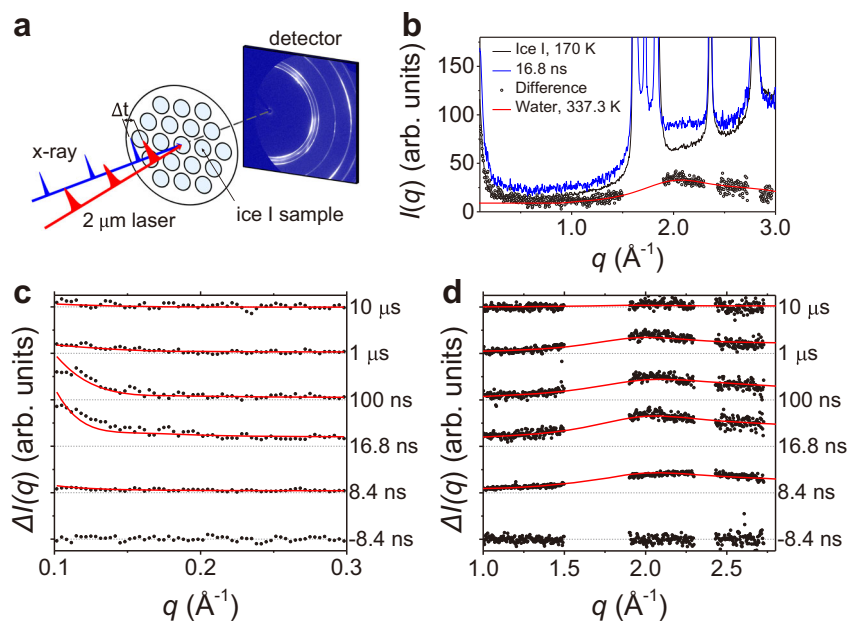 a
detector
Δt
x-ray
2 μm laser
ice I sample
b
I(q) (arb. units)
150
100
50
0
Ice I, 170 K
16.8 ns
Difference
Water, 337.3 K
1.0
2.0
3.0
q (Å⁻¹)
c
ΔI(q) (arb. units)
10 μs
1 μs
100 ns
16.8 ns
8.4 ns
-8.4 ns
0.1
0.2
0.3
q (Å⁻¹)
d
ΔI(q) (arb. units)
10 μs
1 μs
100 ns
16.8 ns
8.4 ns
-8.4 ns
1.0
1.5
2.0
2.5
q (Å⁻¹)